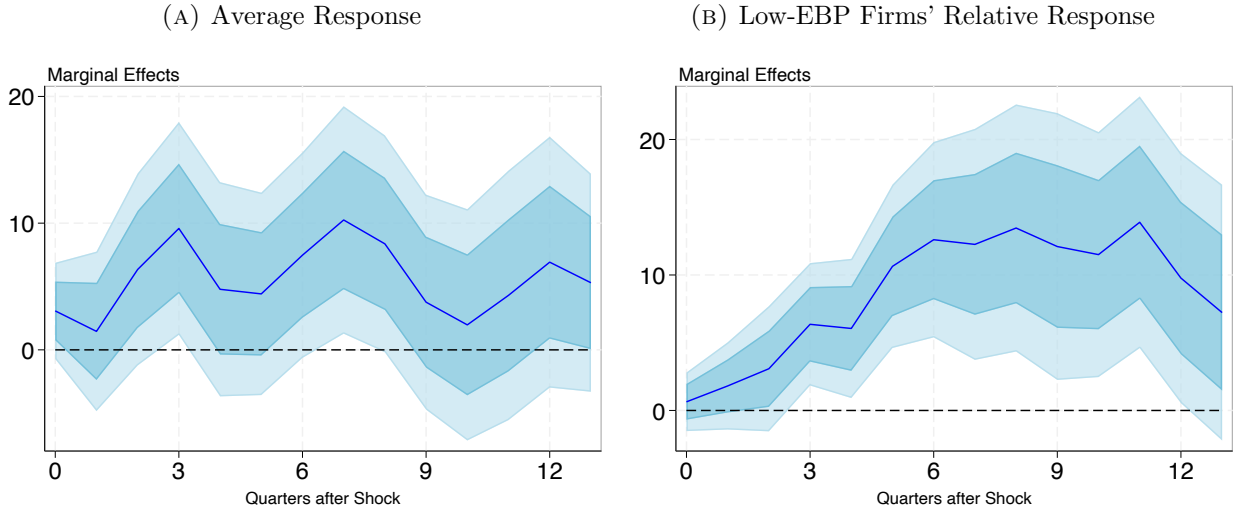 (A) Average Response
Marginal Effects
20
10
0
0 3 6 9 12
Quarters after Shock
(B) Low-EBP Firms' Relative Response
Marginal Effects
20
10
0
0 3 6 9 12
Quarters after Shock